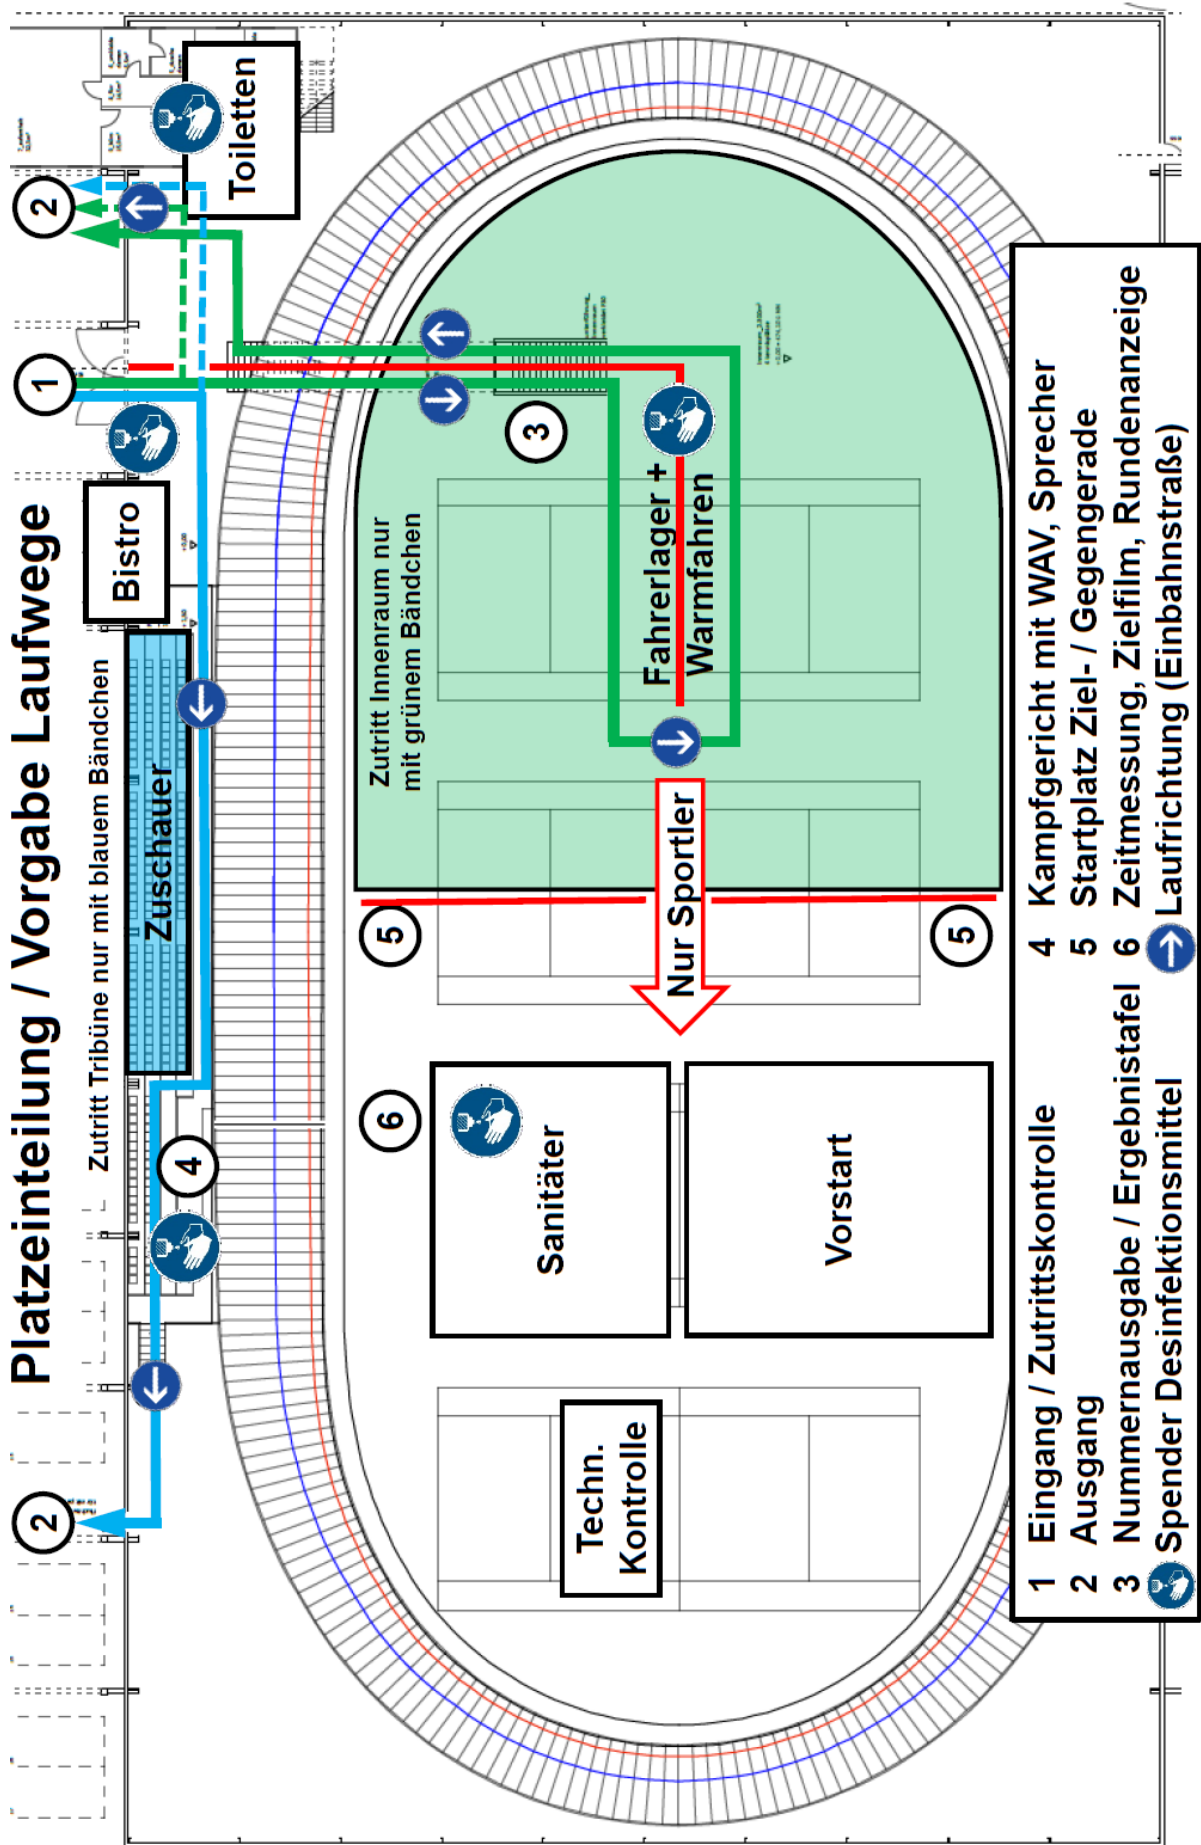 Platzeinteilung / Vorgabe Laufwege
Zutritt Tribüne nur mit blauem Bändchen
2
1
2
Bistro
Zuschauer
Toiletten
4
3
Zutritt Innenraum nur
mit grünem Bändchen
Fahrerlager +
Warmfahren
5
5
Nur Sportler
6
Sanitäter
Vorstart
Techn.
Kontrolle
1 Eingang / Zutrittskontrolle
2 Ausgang
3 Nummernausgabe / Ergebnistafel
Spender Desinfektionsmittel
4 Kampfgericht mit WAV, Sprecher
5 Startplatz Ziel- / Gegengerade
6 Zeitmessung, Zielfilm, Rundenanzeige
Laufrichtung (Einbahnstraße)